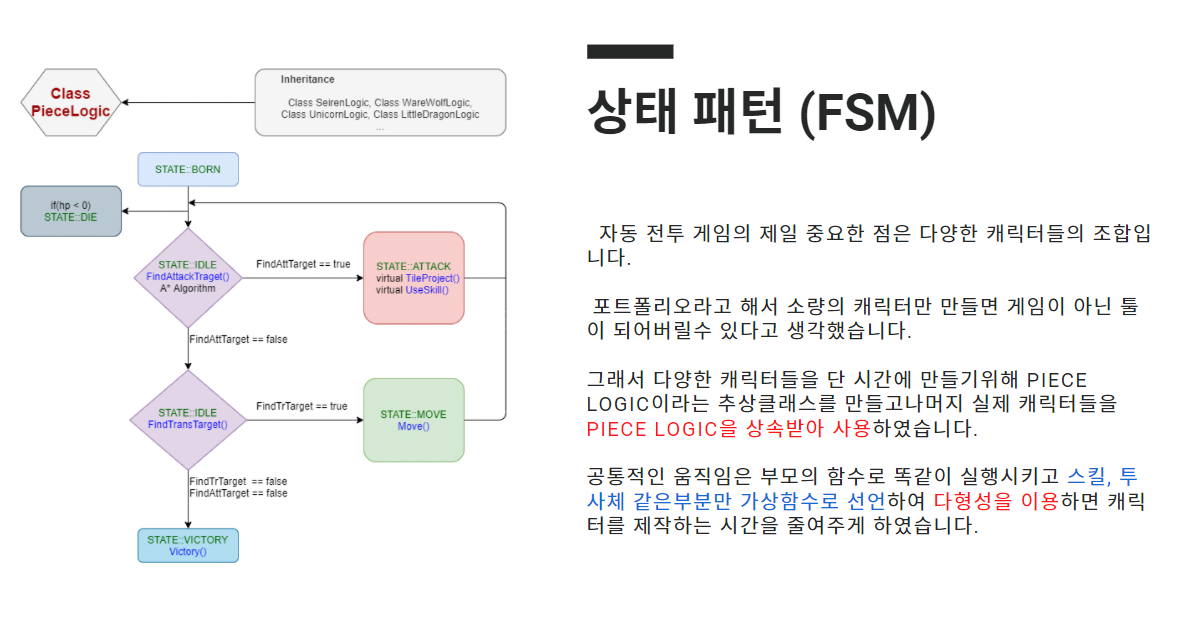 Class
PieceLogic
Inheritance
Class SeirenLogic, Class WareWolfLogic,
Class UnicornLogic, Class LittleDragonLogic
...
STATE::BORN
if(hp < 0)
STATE::DIE
STATE::IDLE
FindAttackTraget()
A* Algorithm
FindAttTarget == true
STATE::ATTACK
virtual TileProject()
virtual UseSkill()
FindAttTarget == false
STATE::IDLE
FindTransTarget()
FindTrTarget == true
STATE::MOVE
Move()
FindTrTarget == false
FindAttTarget == false
STATE::VICTORY
Victory()
상태 패턴 (FSM)
자동 전투 게임의 제일 중요한 점은 다양한 캐릭터들의 조합입
니다.
포트폴리오라고 해서 소량의 캐릭터만 만들면 게임이 아닌 툴
이 되어버릴수 있다고 생각했습니다.
그래서 다양한 캐릭터들을 단 시간에 만들기위해 PIECE
LOGIC이라는 추상클래스를 만들고나머지 실제 캐릭터들을
PIECE LOGIC을 상속받아 사용하였습니다.
공통적인 움직임은 부모의 함수로 똑같이 실행시키고 스킬, 투
사체 같은부분만 가상함수로 선언하여 다형성을 이용하면 캐릭
터를 제작하는 시간을 줄여주게 하였습니다.